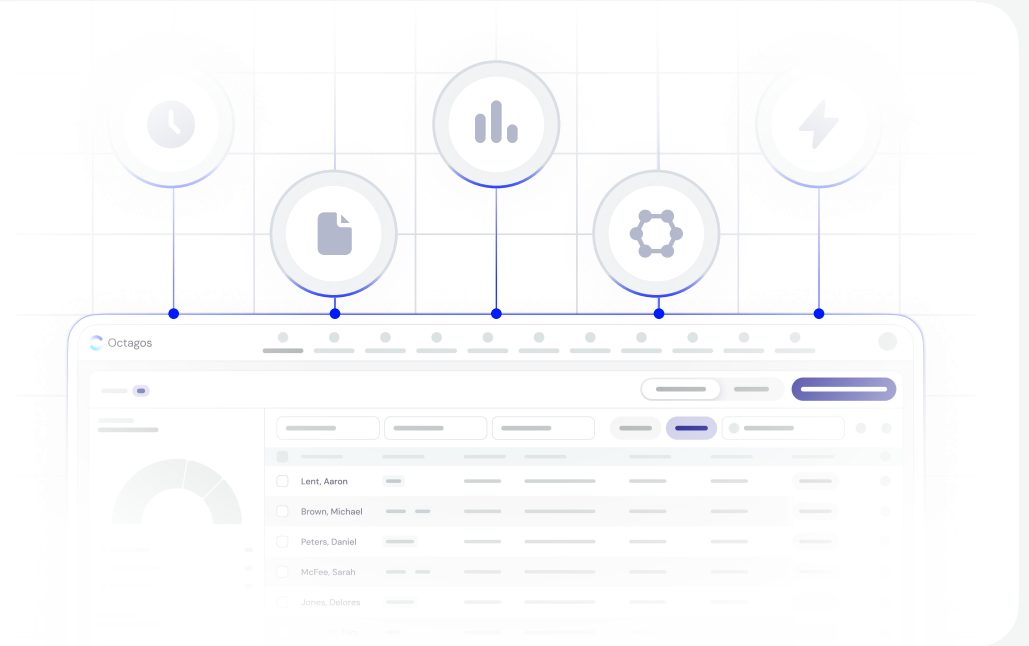 Octagos
Lent, Aaron
Brown, Michael
Peters, Daniel
McFee, Sarah
Jones, Delores